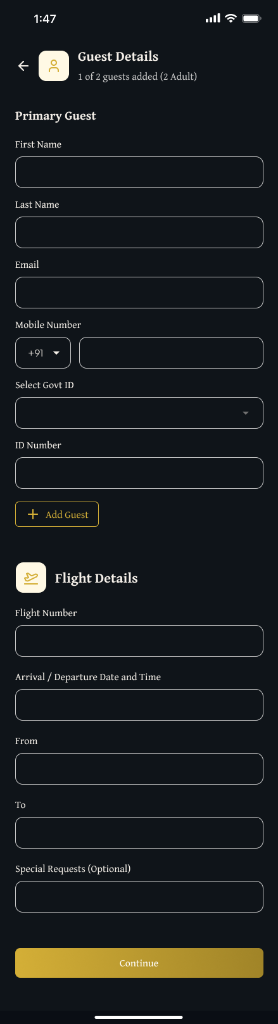 1:47
Guest Details
1 of 2 guests added (2 Adult)
Primary Guest
First Name
Last Name
Email
Mobile Number
+91
Select Govt ID
ID Number
Add Guest
Flight Details
Flight Number
Arrival / Departure Date and Time
From
To
Special Requests (Optional)
Continue